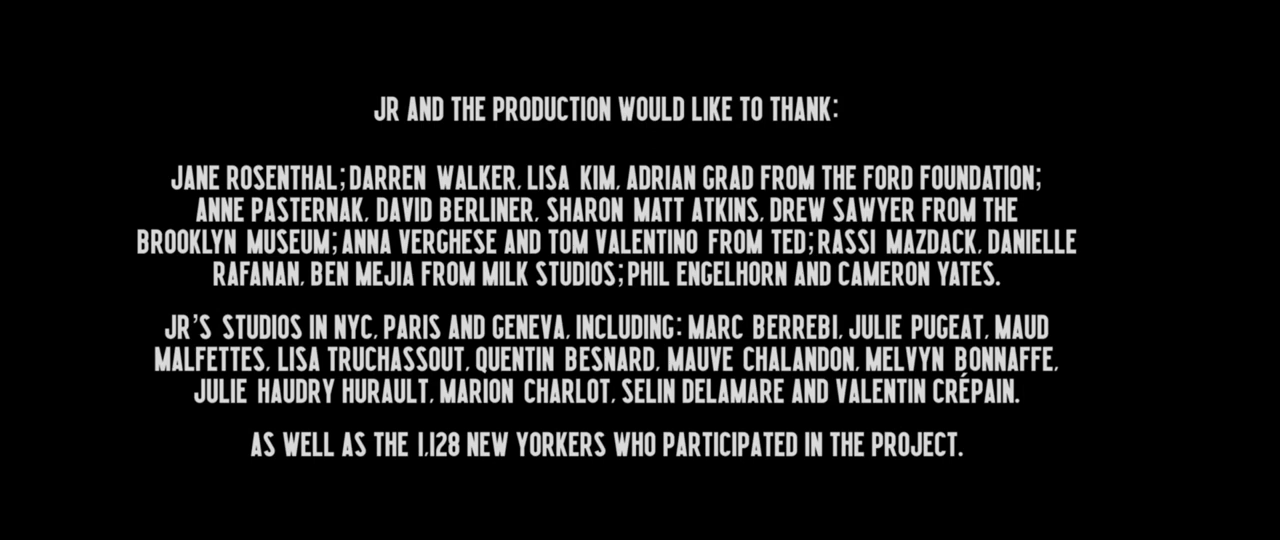 JR AND THE PRODUCTION WOULD LIKE TO THANK:
JANE ROSENTHAL; DARREN WALKER, LISA KIM, ADRIAN GRAD FROM THE FORD FOUNDATION;
ANNE PASTERNAK, DAVID BERLINER, SHARON MATT ATKINS, DREW SAWYER FROM THE
BROOKLYN MUSEUM; ANNA VERGHESE AND TOM VALENTINO FROM TED; RASSI MAZDACK, DANIELLE
RAFANAN, BEN MEJIA FROM MILK STUDIOS; PHIL ENGELHORN AND CAMERON YATES.
JR'S STUDIOS IN NYC, PARIS AND GENEVA, INCLUDING: MARC BERREBI, JULIE PUGEAT, MAUD
MALFETTES, LISA TRUCHASSOUT, QUENTIN BESNARD, MAUVE CHALANDON, MELVYN BONNAFFE,
JULIE HAUDRY HURAULT, MARION CHARLOT, SELIN DELAMARE AND VALENTIN CRÉPAIN.
AS WELL AS THE 1,128 NEW YORKERS WHO PARTICIPATED IN THE PROJECT.